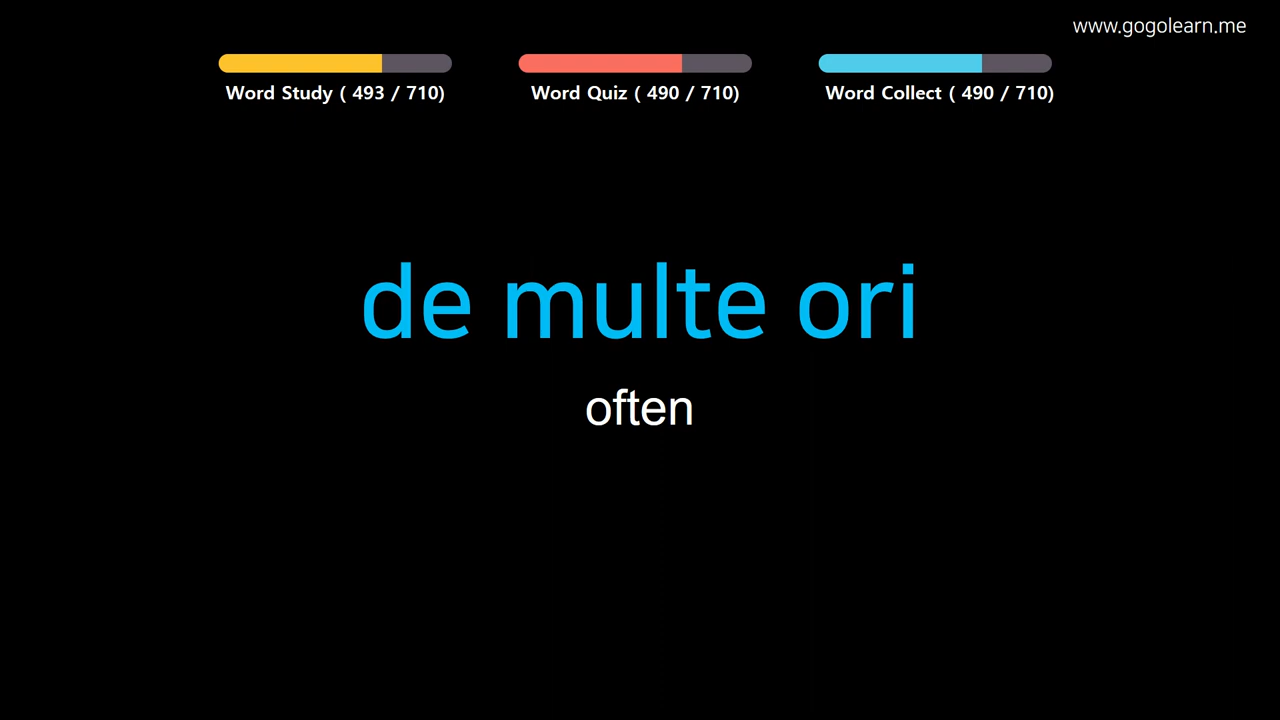 www.gogolearn.me
Word Study ( 493 / 710)
Word Quiz ( 490 / 710)
Word Collect ( 490 / 710)
de multe ori
often